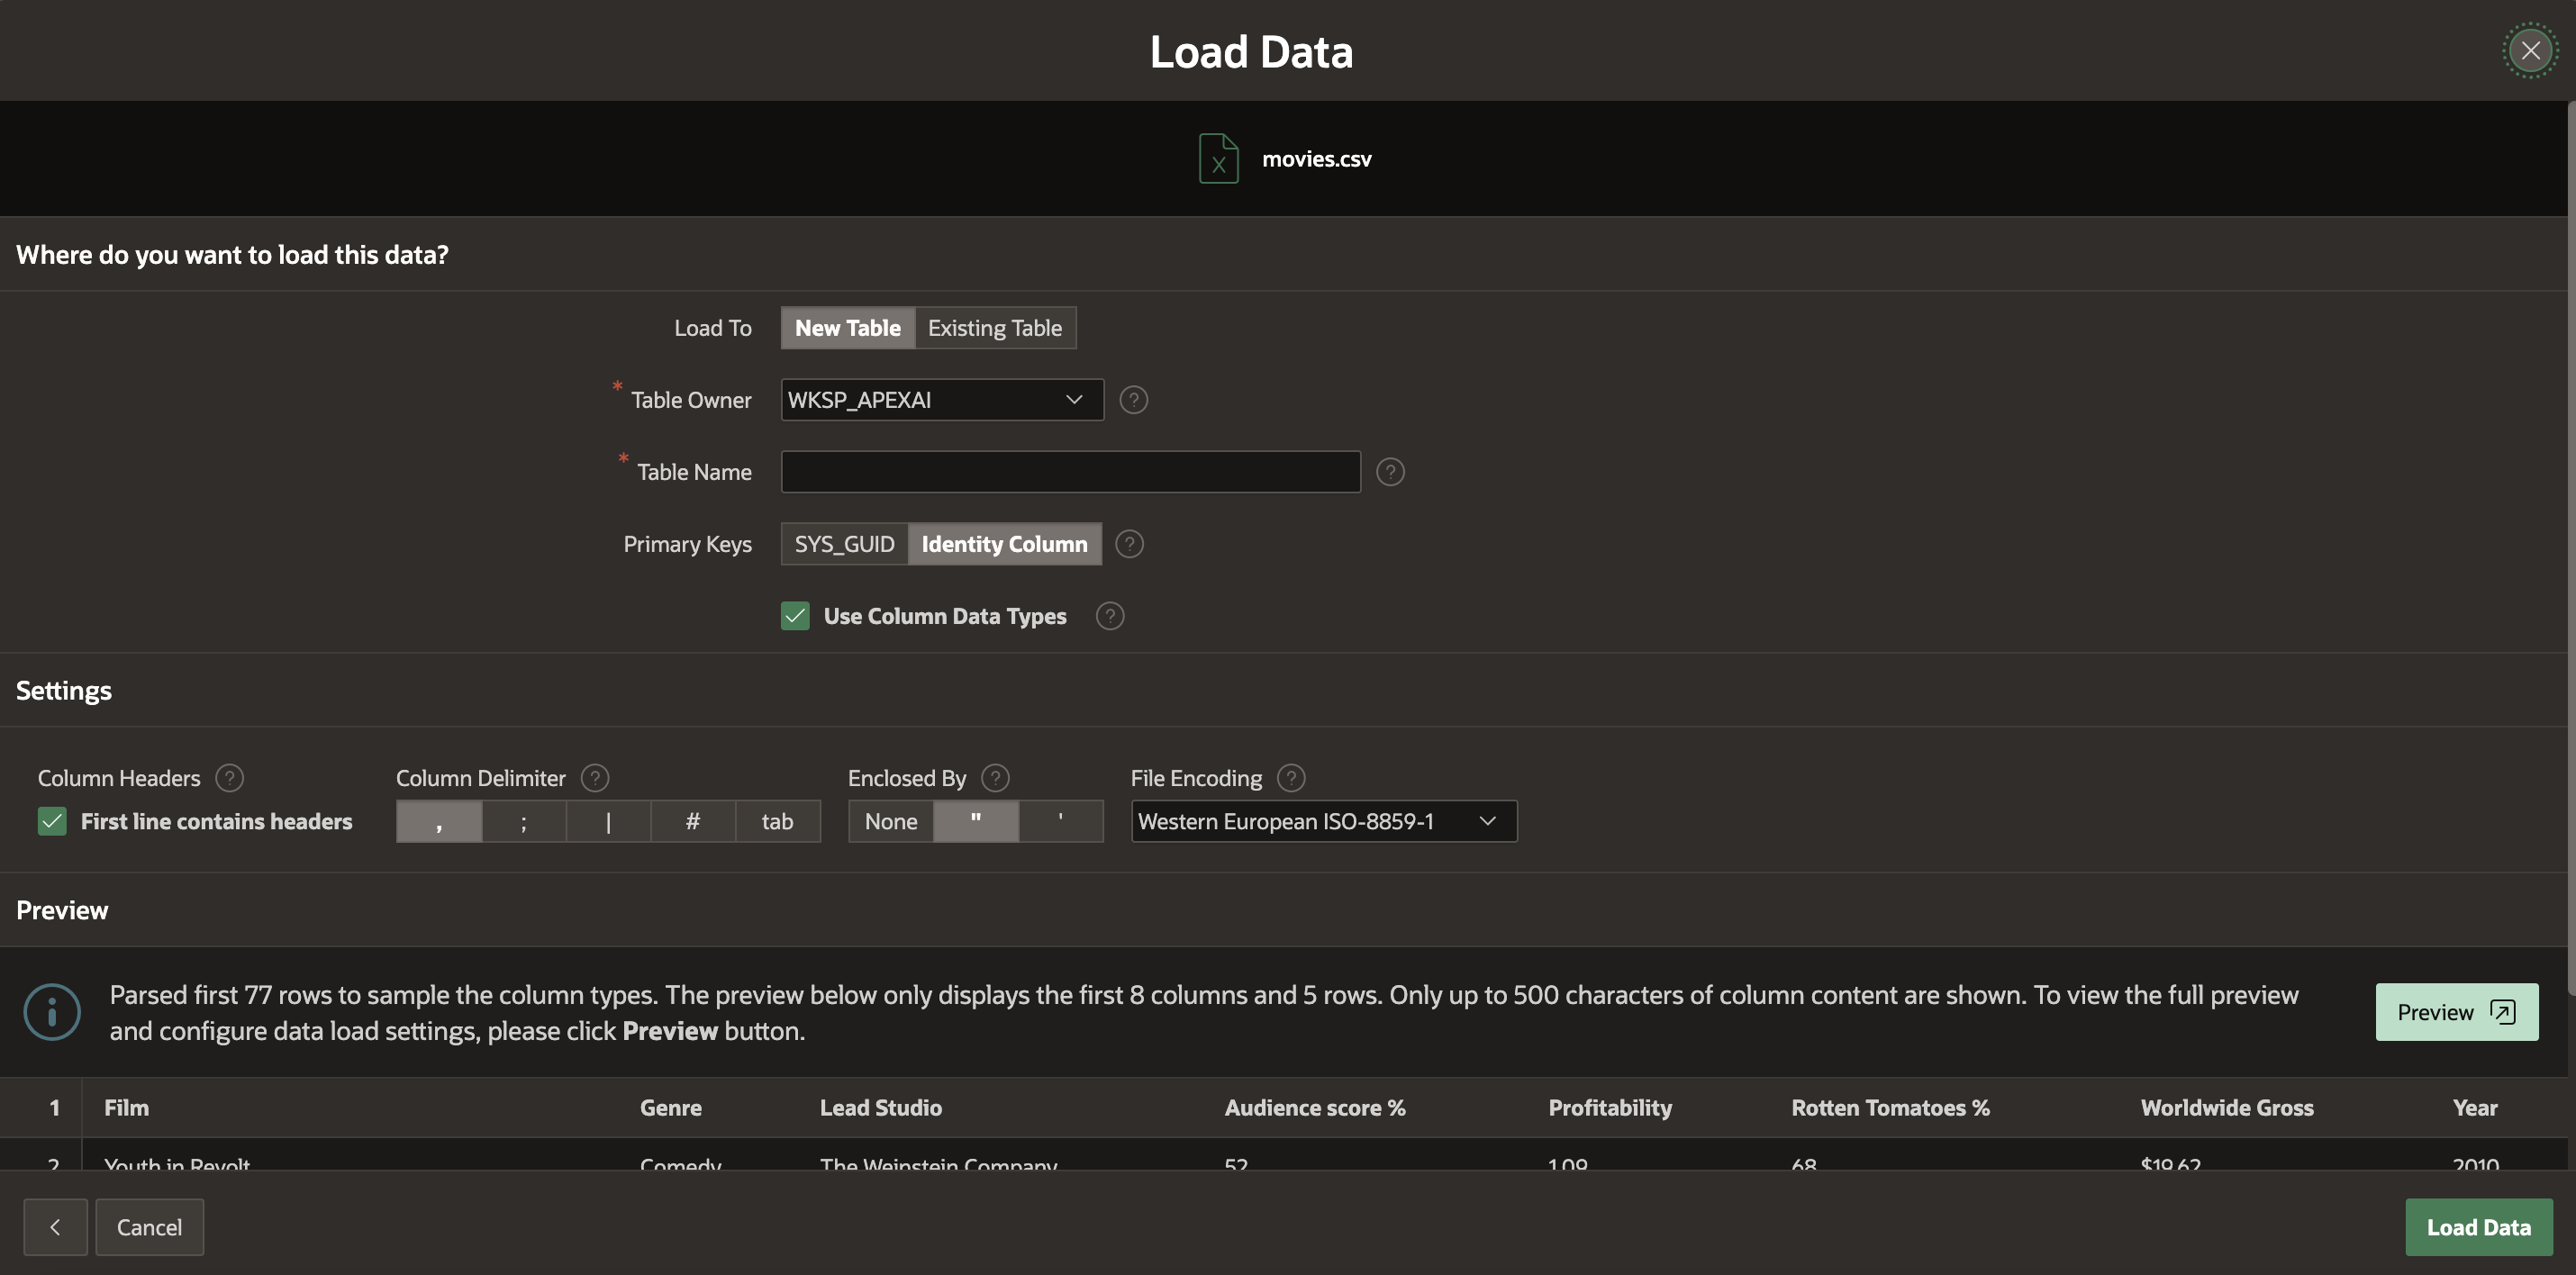 Load Data
X
movies.csv
Where do you want to load this data?
Load To New Table Existing Table
* Table Owner WKSP_APEXAI ?
* Table Name ?
Primary Keys SYS_GUID Identity Column ?
Use Column Data Types ?
Settings
Column Headers ? Column Delimiter ? Enclosed By ? File Encoding ?
First line contains headers , ; | # tab None " ' Western European ISO-8859-1
Preview
Parsed first 77 rows to sample the column types. The preview below only displays the first 8 columns and 5 rows. Only up to 500 characters of column content are shown. To view the full preview
and configure data load settings, please click Preview button.
Preview
1 Film Genre Lead Studio Audience score % Profitability Rotten Tomatoes % Worldwide Gross Year
2 Youth in Revolt Comedy The Weinstein Company 52 1.09 68 $19.62 2010
Cancel Load Data